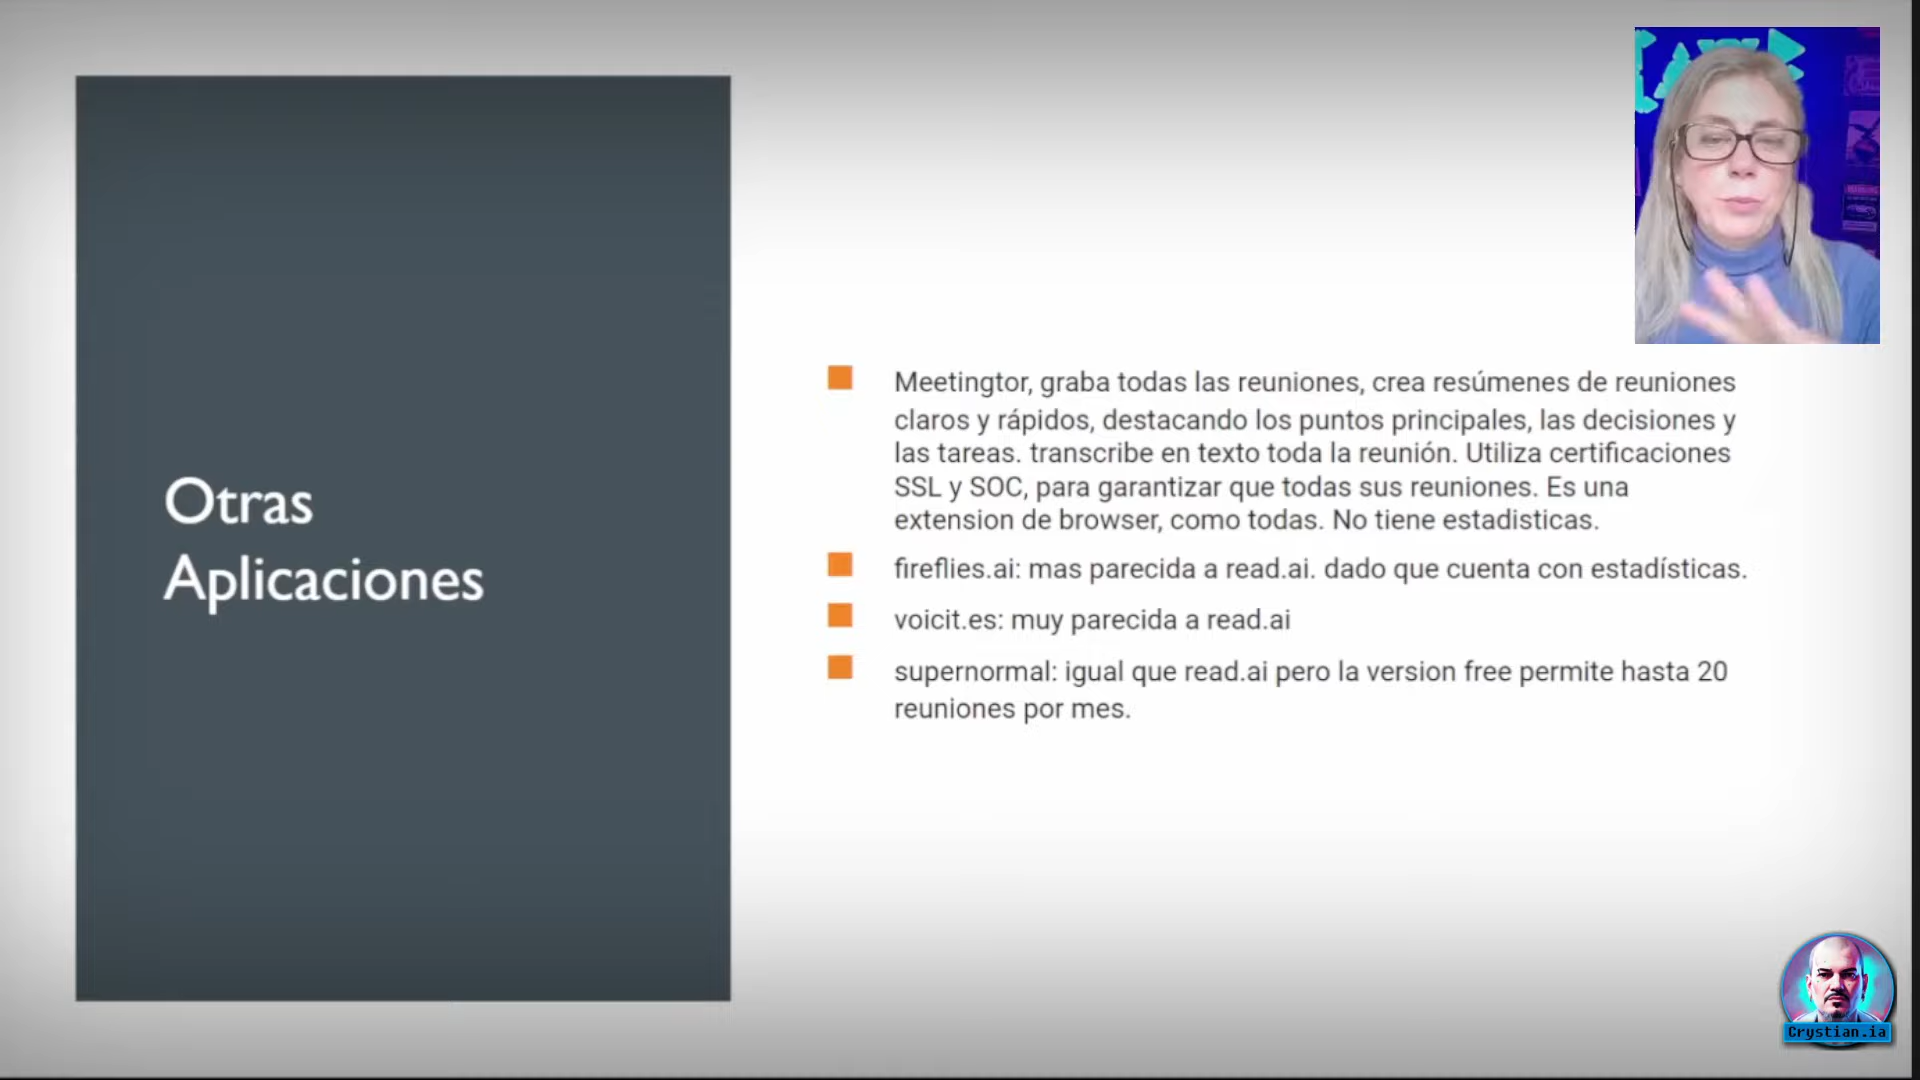 Otras
Aplicaciones
Meetingtor, graba todas las reuniones, crea resúmenes de reuniones
claros y rápidos, destacando los puntos principales, las decisiones y
las tareas. transcribe en texto toda la reunión. Utiliza certificaciones
SSL y SOC, para garantizar que todas sus reuniones. Es una
extension de browser, como todas. No tiene estadisticas.
fireflies.ai: mas parecida a read.ai. dado que cuenta con estadísticas.
voicit.es: muy parecida a read.ai
supernormal: igual que read.ai pero la version free permite hasta 20
reuniones por mes.
Crystian.ia